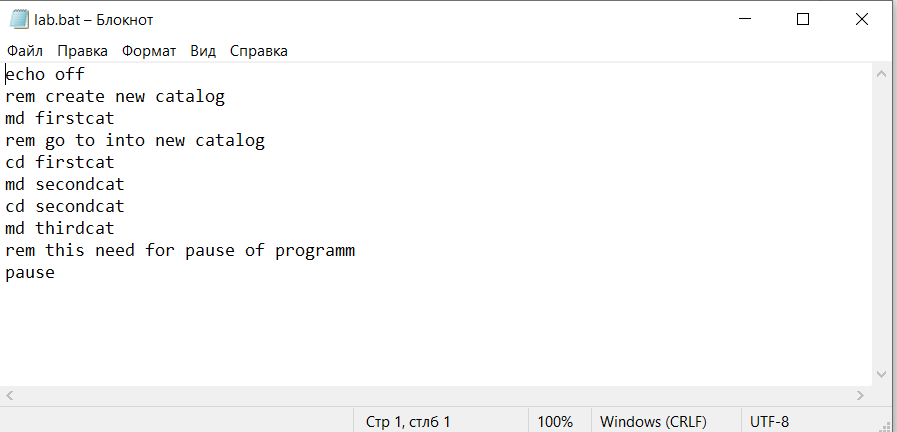 lab.bat – Блокнот
Файл Правка Формат Вид Справка
echo off
rem create new catalog
md firstcat
rem go to into new catalog
cd firstcat
md secondcat
cd secondcat
md thirdcat
rem this need for pause of programm
pause
Стр 1, стлб 1 100% Windows (CRLF) UTF-8